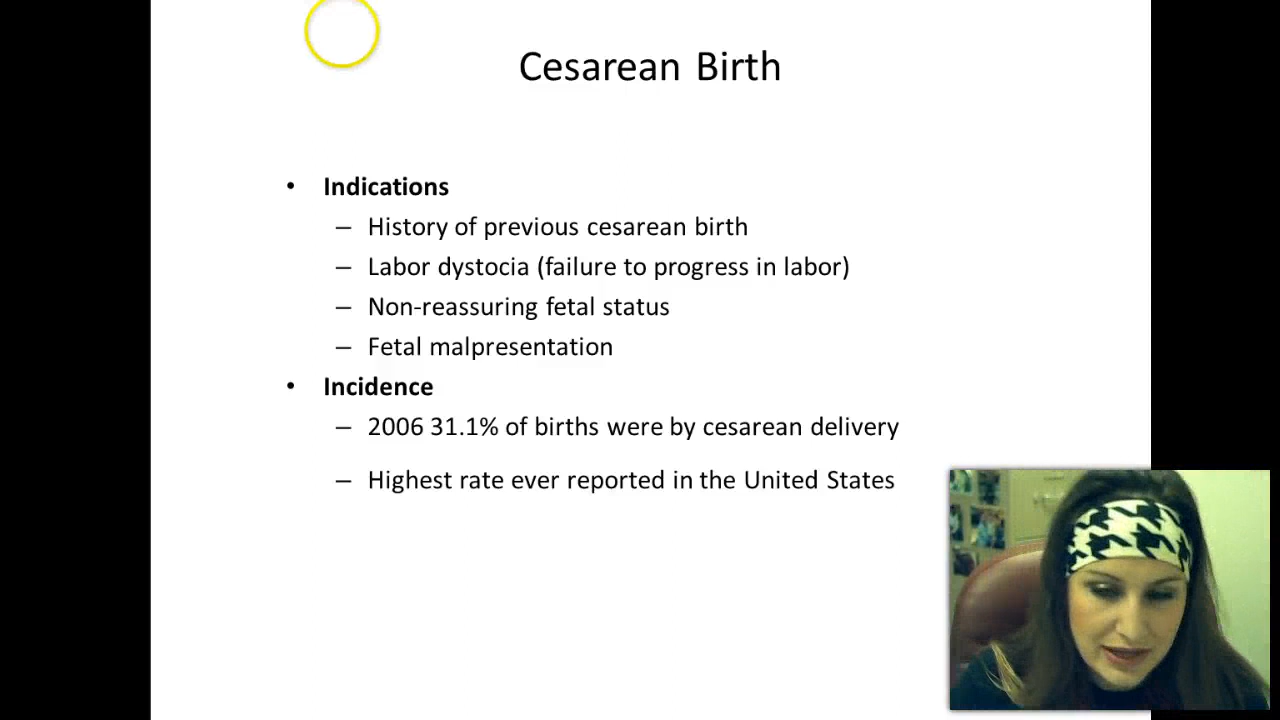 Cesarean Birth
• Indications
– History of previous cesarean birth
– Labor dystocia (failure to progress in labor)
– Non-reassuring fetal status
– Fetal malpresentation
• Incidence
– 2006 31.1% of births were by cesarean delivery
– Highest rate ever reported in the United States